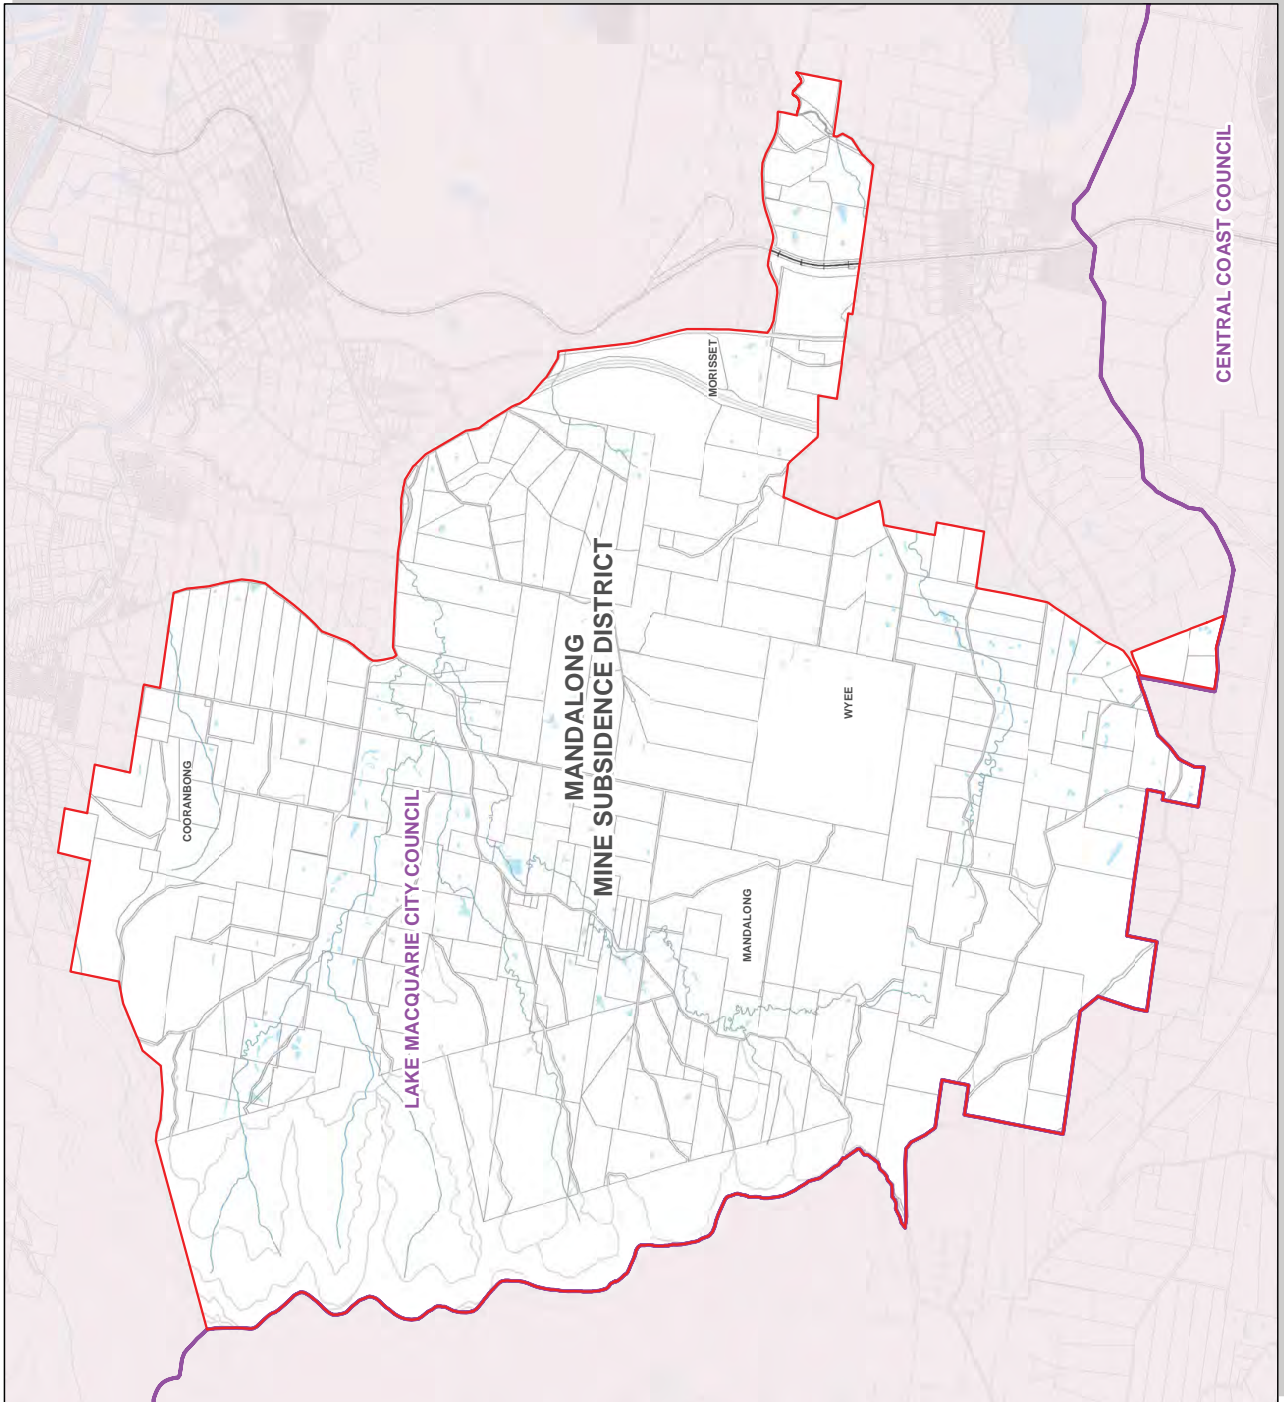 COORANBONG
LAKE MACQUARIE CITY COUNCIL
MANDALONG
MINE SUBSIDENCE DISTRICT
MORISSET
MANDALONG
WYEE
CENTRAL COAST COUNCIL